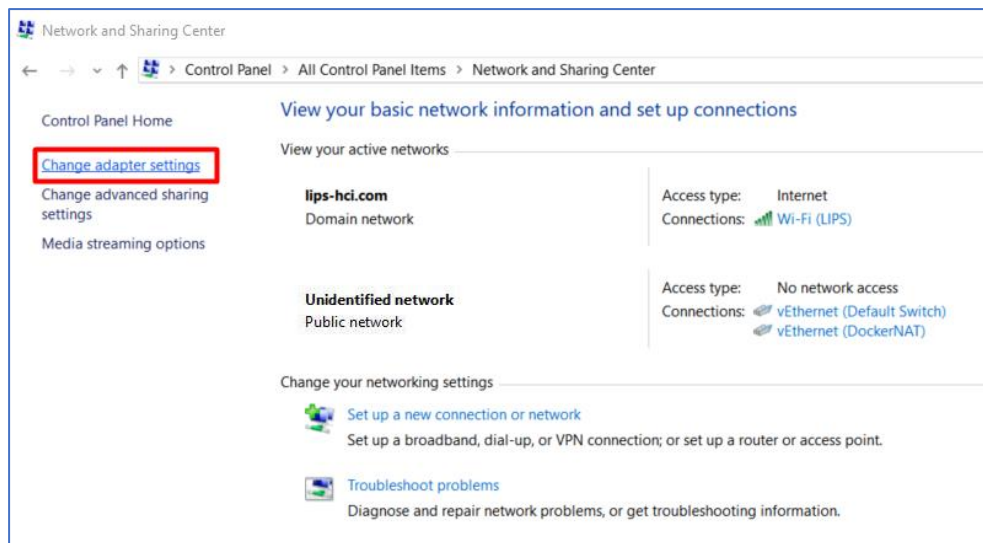 Network and Sharing Center
Control Panel > All Control Panel Items > Network and Sharing Center
Control Panel Home
Change adapter settings
Change advanced sharing
settings
Media streaming options
View your basic network information and set up connections
View your active networks
lips-hci.com
Domain network
Access type: Internet
Connections: Wi-Fi (LIPS)
Unidentified network
Public network
Access type: No network access
Connections: vEthernet (Default Switch)
vEthernet (DockerNAT)
Change your networking settings
Set up a new connection or network
Set up a broadband, dial-up, or VPN connection; or set up a router or access point.
Troubleshoot problems
Diagnose and repair network problems, or get troubleshooting information.